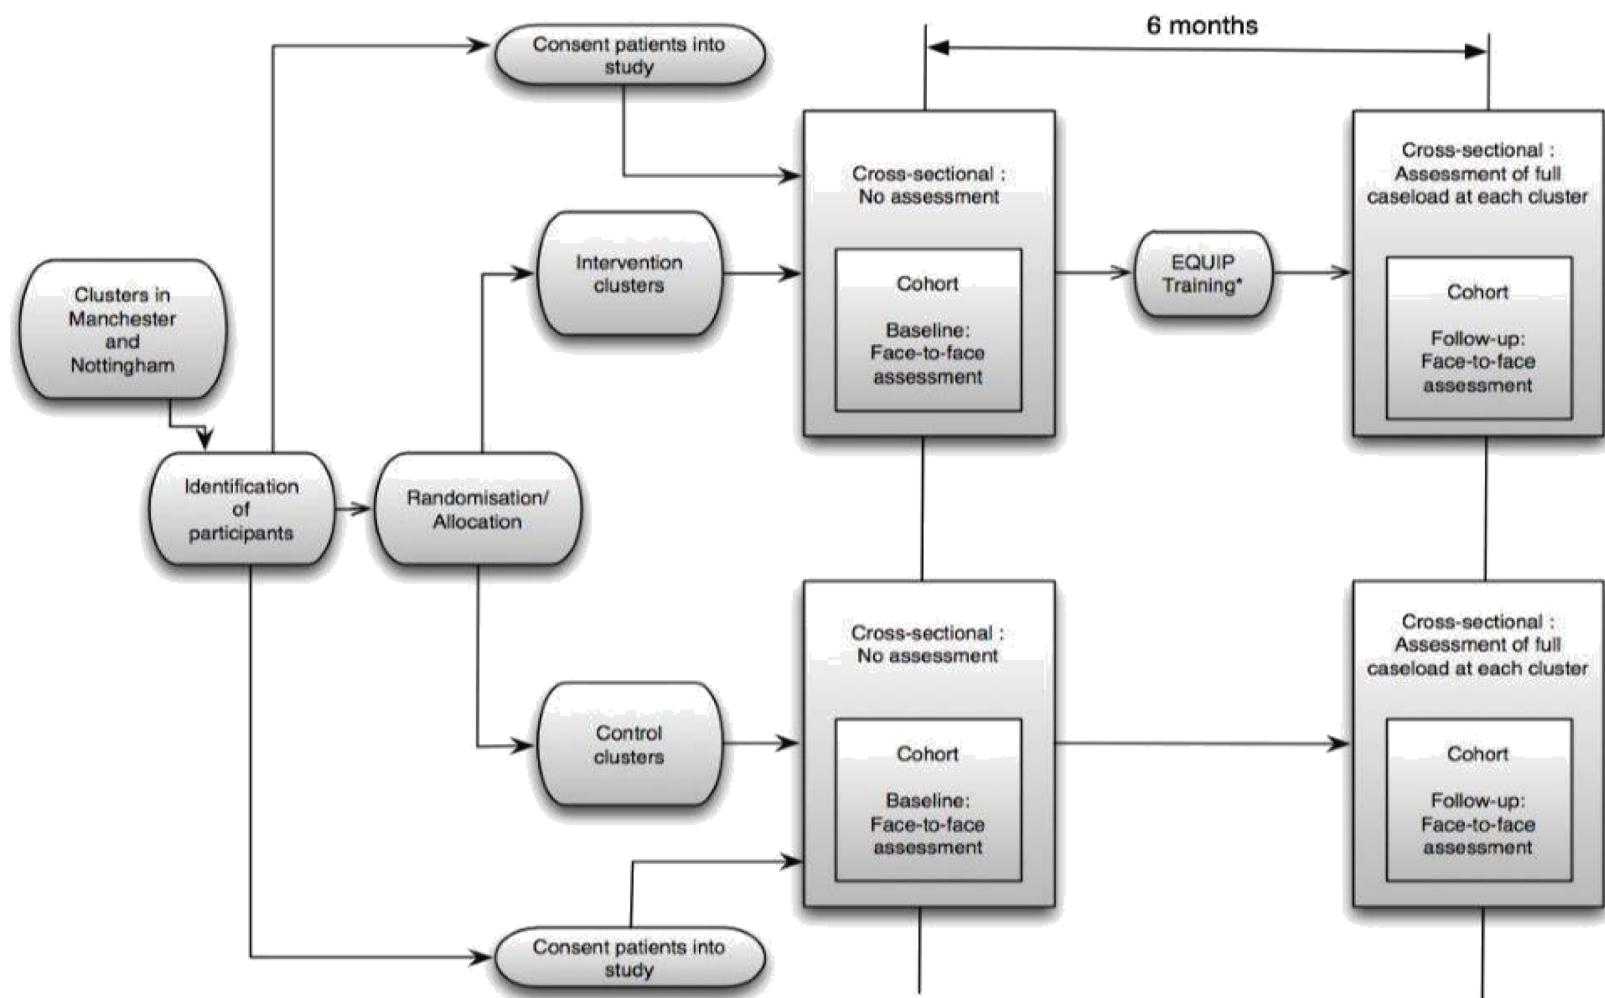 6 months
Consent patients into
study
Cross-sectional :
No assessment
Cross-sectional :
Assessment of full
caseload at each cluster
Intervention
clusters
Cohort
Baseline:
Face-to-face
assessment
EQUIP
Training*
Cohort
Follow-up:
Face-to-face
assessment
Clusters in
Manchester
and
Nottingham
Identification
of
participants
Randomisation/
Allocation
Cross-sectional :
No assessment
Cross-sectional :
Assessment of full
caseload at each cluster
Control
clusters
Cohort
Baseline:
Face-to-face
assessment
Cohort
Follow-up:
Face-to-face
assessment
Consent patients into
study